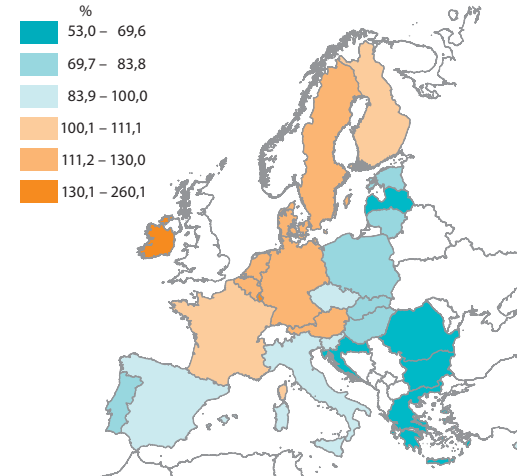 %
53,0 – 69,6
69,7 – 83,8
83,9 – 100,0
100,1 – 111,1
111,2 – 130,0
130,1 – 260,1